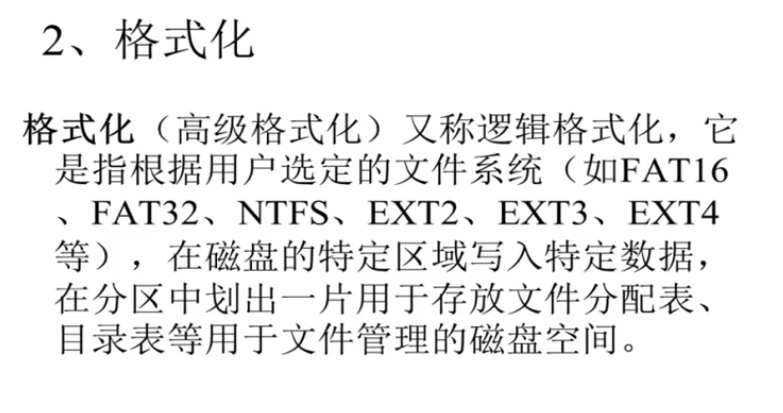 2、格式化
格式化（高级格式化）又称逻辑格式化，它
是指根据用户选定的文件系统（如FAT16
、FAT32、NTFS、EXT2、EXT3、EXT4
等），在磁盘的特定区域写入特定数据，
在分区中划出一片用于存放文件分配表、
目录表等用于文件管理的磁盘空间。